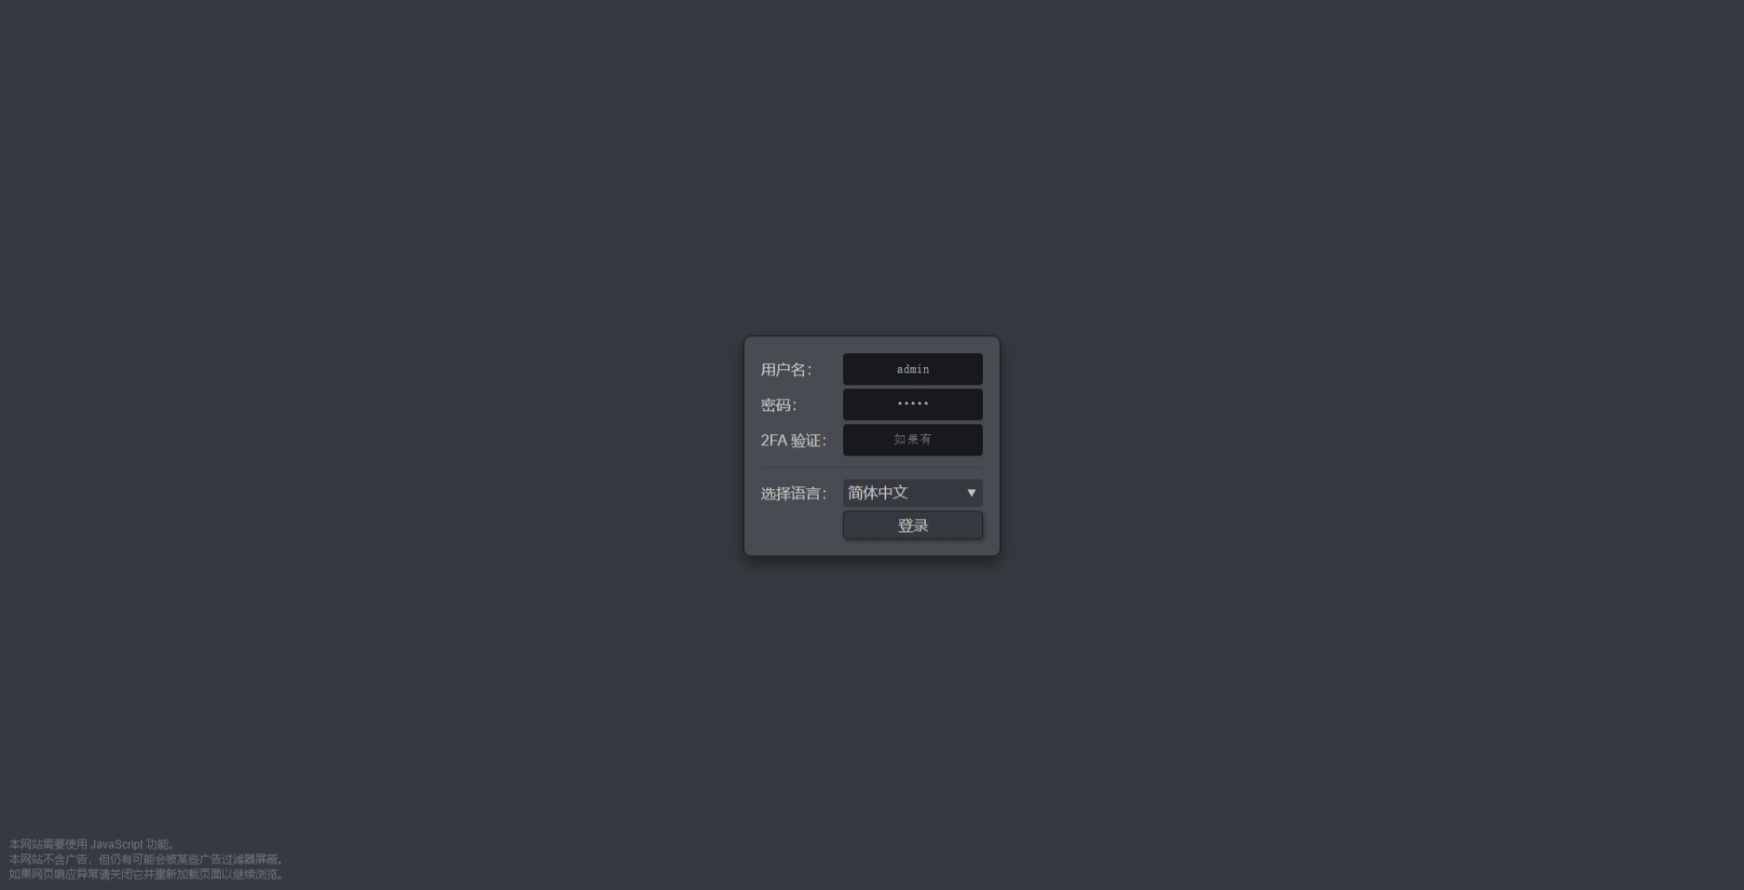 用户名：
admin
密码：
•••••
2FA 验证：
如果有
选择语言：
简体中文
登录
本网站需要使用 JavaScript 功能。
本网站不含广告，但仍有可能会被某些广告过滤器屏蔽。
如果网页响应异常请关闭它并重新加载页面以继续浏览。